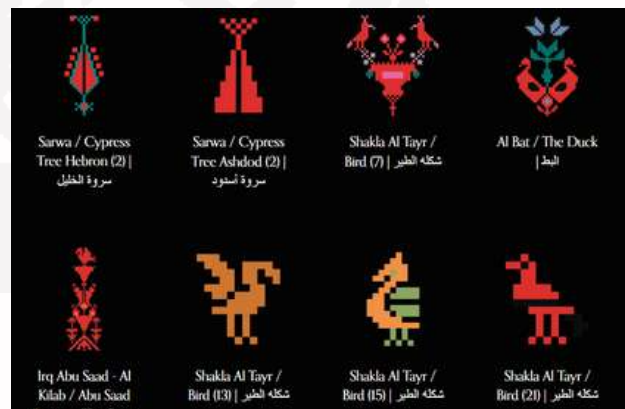 Sarwa / Cypress
Tree Hebron (2) |
سروة الخليل
Sarwa / Cypress
Tree Ashdod (2) |
سروة أسدود
Shakla Al Tayr /
Bird (7) | شكله الطير
Al Bat / The Duck
| البط
Irq Abu Saad - Al
Kilab / Abu Saad
Shakla Al Tayr /
Bird (13) | شكله الطير
Shakla Al Tayr /
Bird (15) | شكله الطير
Shakla Al Tayr /
Bird (21) | شكله الطير